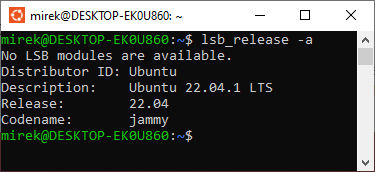 mirek@DESKTOP-EK0U860: ~
mirek@DESKTOP-EK0U860:~$ lsb_release -a
No LSB modules are available.
Distributor ID: Ubuntu
Description:    Ubuntu 22.04.1 LTS
Release:        22.04
Codename:       jammy
mirek@DESKTOP-EK0U860:~$